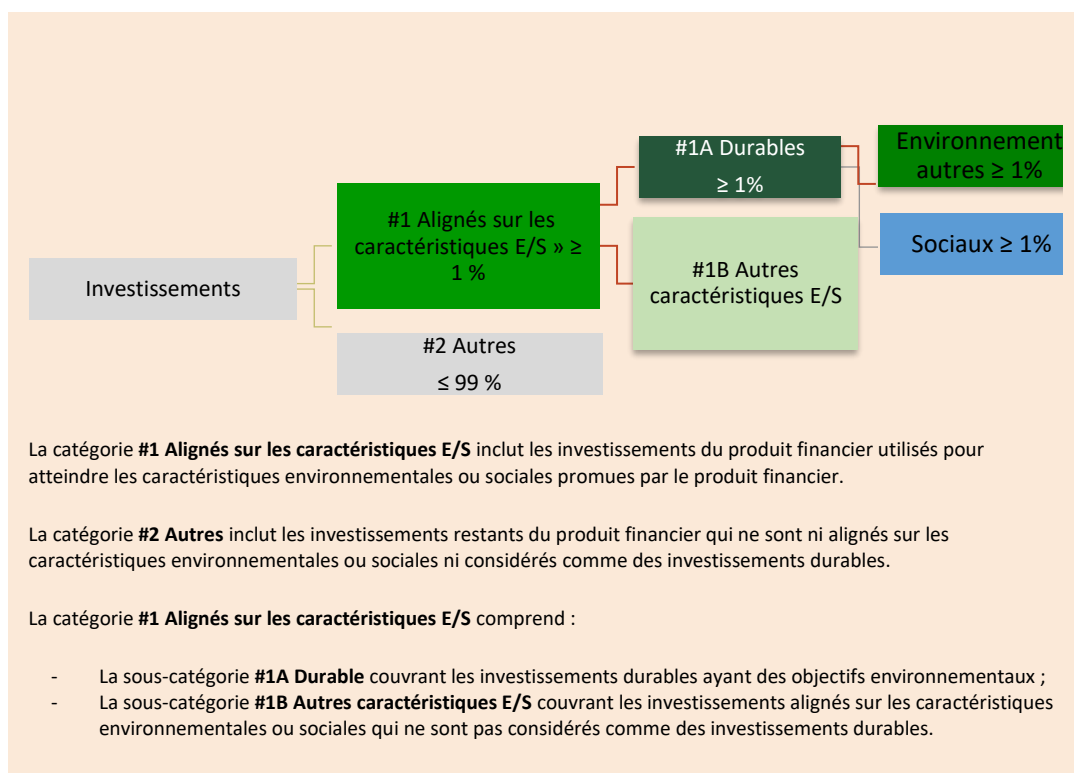 Investissements
#1 Alignés sur les
caractéristiques E/S » ≥
1 %
#2 Autres
≤ 99 %
#1A Durables
≥ 1%
#1B Autres
caractéristiques E/S
Environnement
autres ≥ 1%
Sociaux ≥ 1%
La catégorie #1 Alignés sur les caractéristiques E/S inclut les investissements du produit financier utilisés pour
atteindre les caractéristiques environnementales ou sociales promues par le produit financier.
La catégorie #2 Autres inclut les investissements restants du produit financier qui ne sont ni alignés sur les
caractéristiques environnementales ou sociales ni considérés comme des investissements durables.
La catégorie #1 Alignés sur les caractéristiques E/S comprend :
- La sous-catégorie #1A Durable couvrant les investissements durables ayant des objectifs environnementaux ;
- La sous-catégorie #1B Autres caractéristiques E/S couvrant les investissements alignés sur les caractéristiques
environnementales ou sociales qui ne sont pas considérés comme des investissements durables.